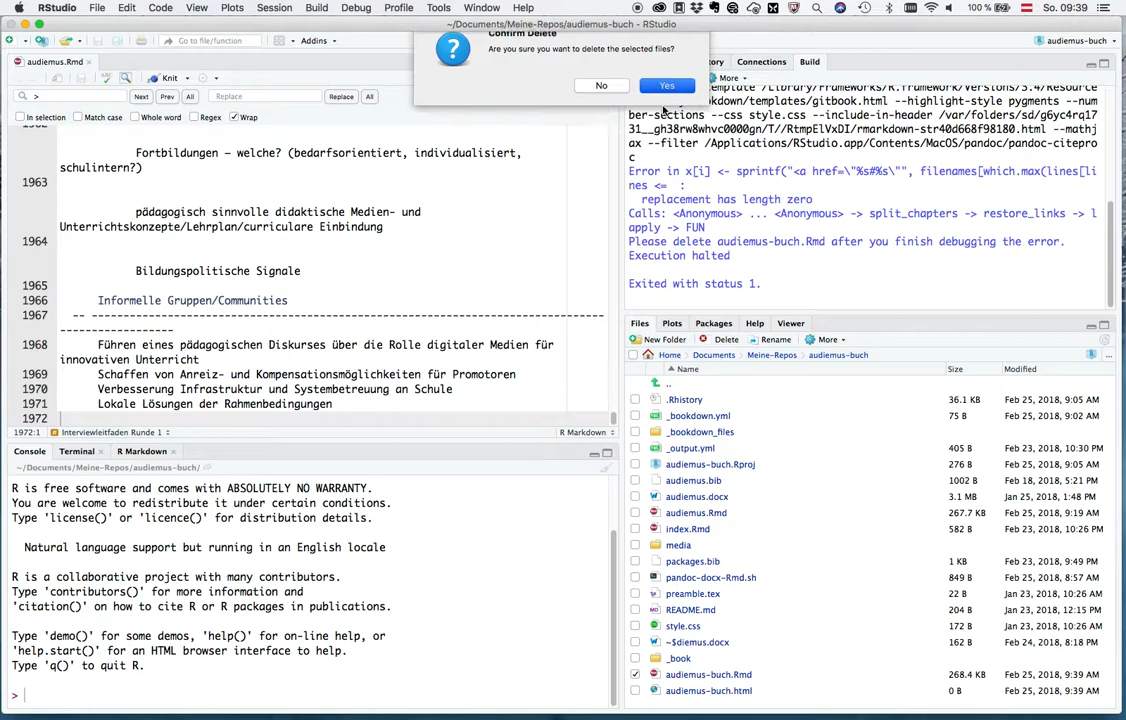 RStudio File Edit Code View Plots Session Build Debug Profile Tools Window Help 100 % So. 09:39
~/Documents/Meine-Repos/audiemus-buch - RStudio
Go to file/function Addins audiemus-buch
Confirm Delete
Are you sure you want to delete the selected files?
No Yes
audiemus.Rmd
Knit
> Next Prev All Replace Replace All
In selection Match case Whole word Regex Wrap
Fortbildungen – welche? (bedarfsorientiert, individualisiert,
schulintern?)
1963
pädagogisch sinnvolle didaktische Medien- und
Unterrichtskonzepte/Lehrplan/curriculare Einbindung
1964
Bildungspolitische Signale
1965
1966 Informelle Gruppen/Communities
1967 -- ------------------------------------------------------------------------
-----------------
1968 Führen eines pädagogischen Diskurses über die Rolle digitaler Medien für
innovativen Unterricht
1969 Schaffen von Anreiz- und Kompensationsmöglichkeiten für Promotoren
1970 Verbesserung Infrastruktur und Systembetreuung an Schule
1971 Lokale Lösungen der Rahmenbedingungen
1972
1972:1 Interviewleitfaden Runde 1 R Markdown
Console Terminal R Markdown
~/Documents/Meine-Repos/audiemus-buch/
R is free software and comes with ABSOLUTELY NO WARRANTY.
You are welcome to redistribute it under certain conditions.
Type 'license()' or 'licence()' for distribution details.
Natural language support but running in an English locale
R is a collaborative project with many contributors.
Type 'contributors()' for more information and
'citation()' on how to cite R or R packages in publications.
Type 'demo()' for some demos, 'help()' for on-line help, or
'help.start()' for an HTML browser interface to help.
Type 'q()' to quit R.
>
Connections Build
More
ookdown/templates/gitbook.html --highlight-style pygments --num
ber-sections --css style.css --include-in-header /var/folders/sd/g6yc4rq17
31__gh38rw8whvc0000gn/T//RtmpElVxDI/rmarkdown-str40d668f98180.html --mathj
ax --filter /Applications/RStudio.app/Contents/MacOS/pandoc/pandoc-citepro
c
Error in x[i] <- sprintf("<a href=\"%s#%s\"", filenames[which.max(lines[li
nes <= :
replacement has length zero
Calls: <Anonymous> ... <Anonymous> -> split_chapters -> restore_links -> l
apply -> FUN
Please delete audiemus-buch.Rmd after you finish debugging the error.
Execution halted
Exited with status 1.
Files Plots Packages Help Viewer
New Folder Delete Rename More
Home Documents Meine-Repos audiemus-buch ...
Name Size Modified
..
.Rhistory 36.1 KB Feb 25, 2018, 9:05 AM
_bookdown.yml 75 B Feb 25, 2018, 9:02 AM
_bookdown_files
_output.yml 405 B Feb 23, 2018, 10:30 PM
audiemus-buch.Rproj 276 B Feb 25, 2018, 9:05 AM
audiemus.bib 1002 B Feb 18, 2018, 5:21 PM
audiemus.docx 3.1 MB Jan 25, 2018, 1:48 PM
audiemus.Rmd 267.7 KB Feb 25, 2018, 9:19 AM
index.Rmd 582 B Feb 23, 2018, 10:26 PM
media
packages.bib 1 KB Feb 23, 2018, 9:49 PM
pandoc-docx-Rmd.sh 849 B Feb 25, 2018, 8:57 AM
preamble.tex 22 B Jan 23, 2018, 10:26 AM
README.md 204 B Jan 23, 2018, 12:15 PM
style.css 172 B Jan 23, 2018, 10:26 AM
~$diemus.docx 162 B Feb 24, 2018, 8:18 PM
_book
audiemus-buch.Rmd 268.4 KB Feb 25, 2018, 9:39 AM
audiemus-buch.html 0 B Feb 25, 2018, 9:39 AM